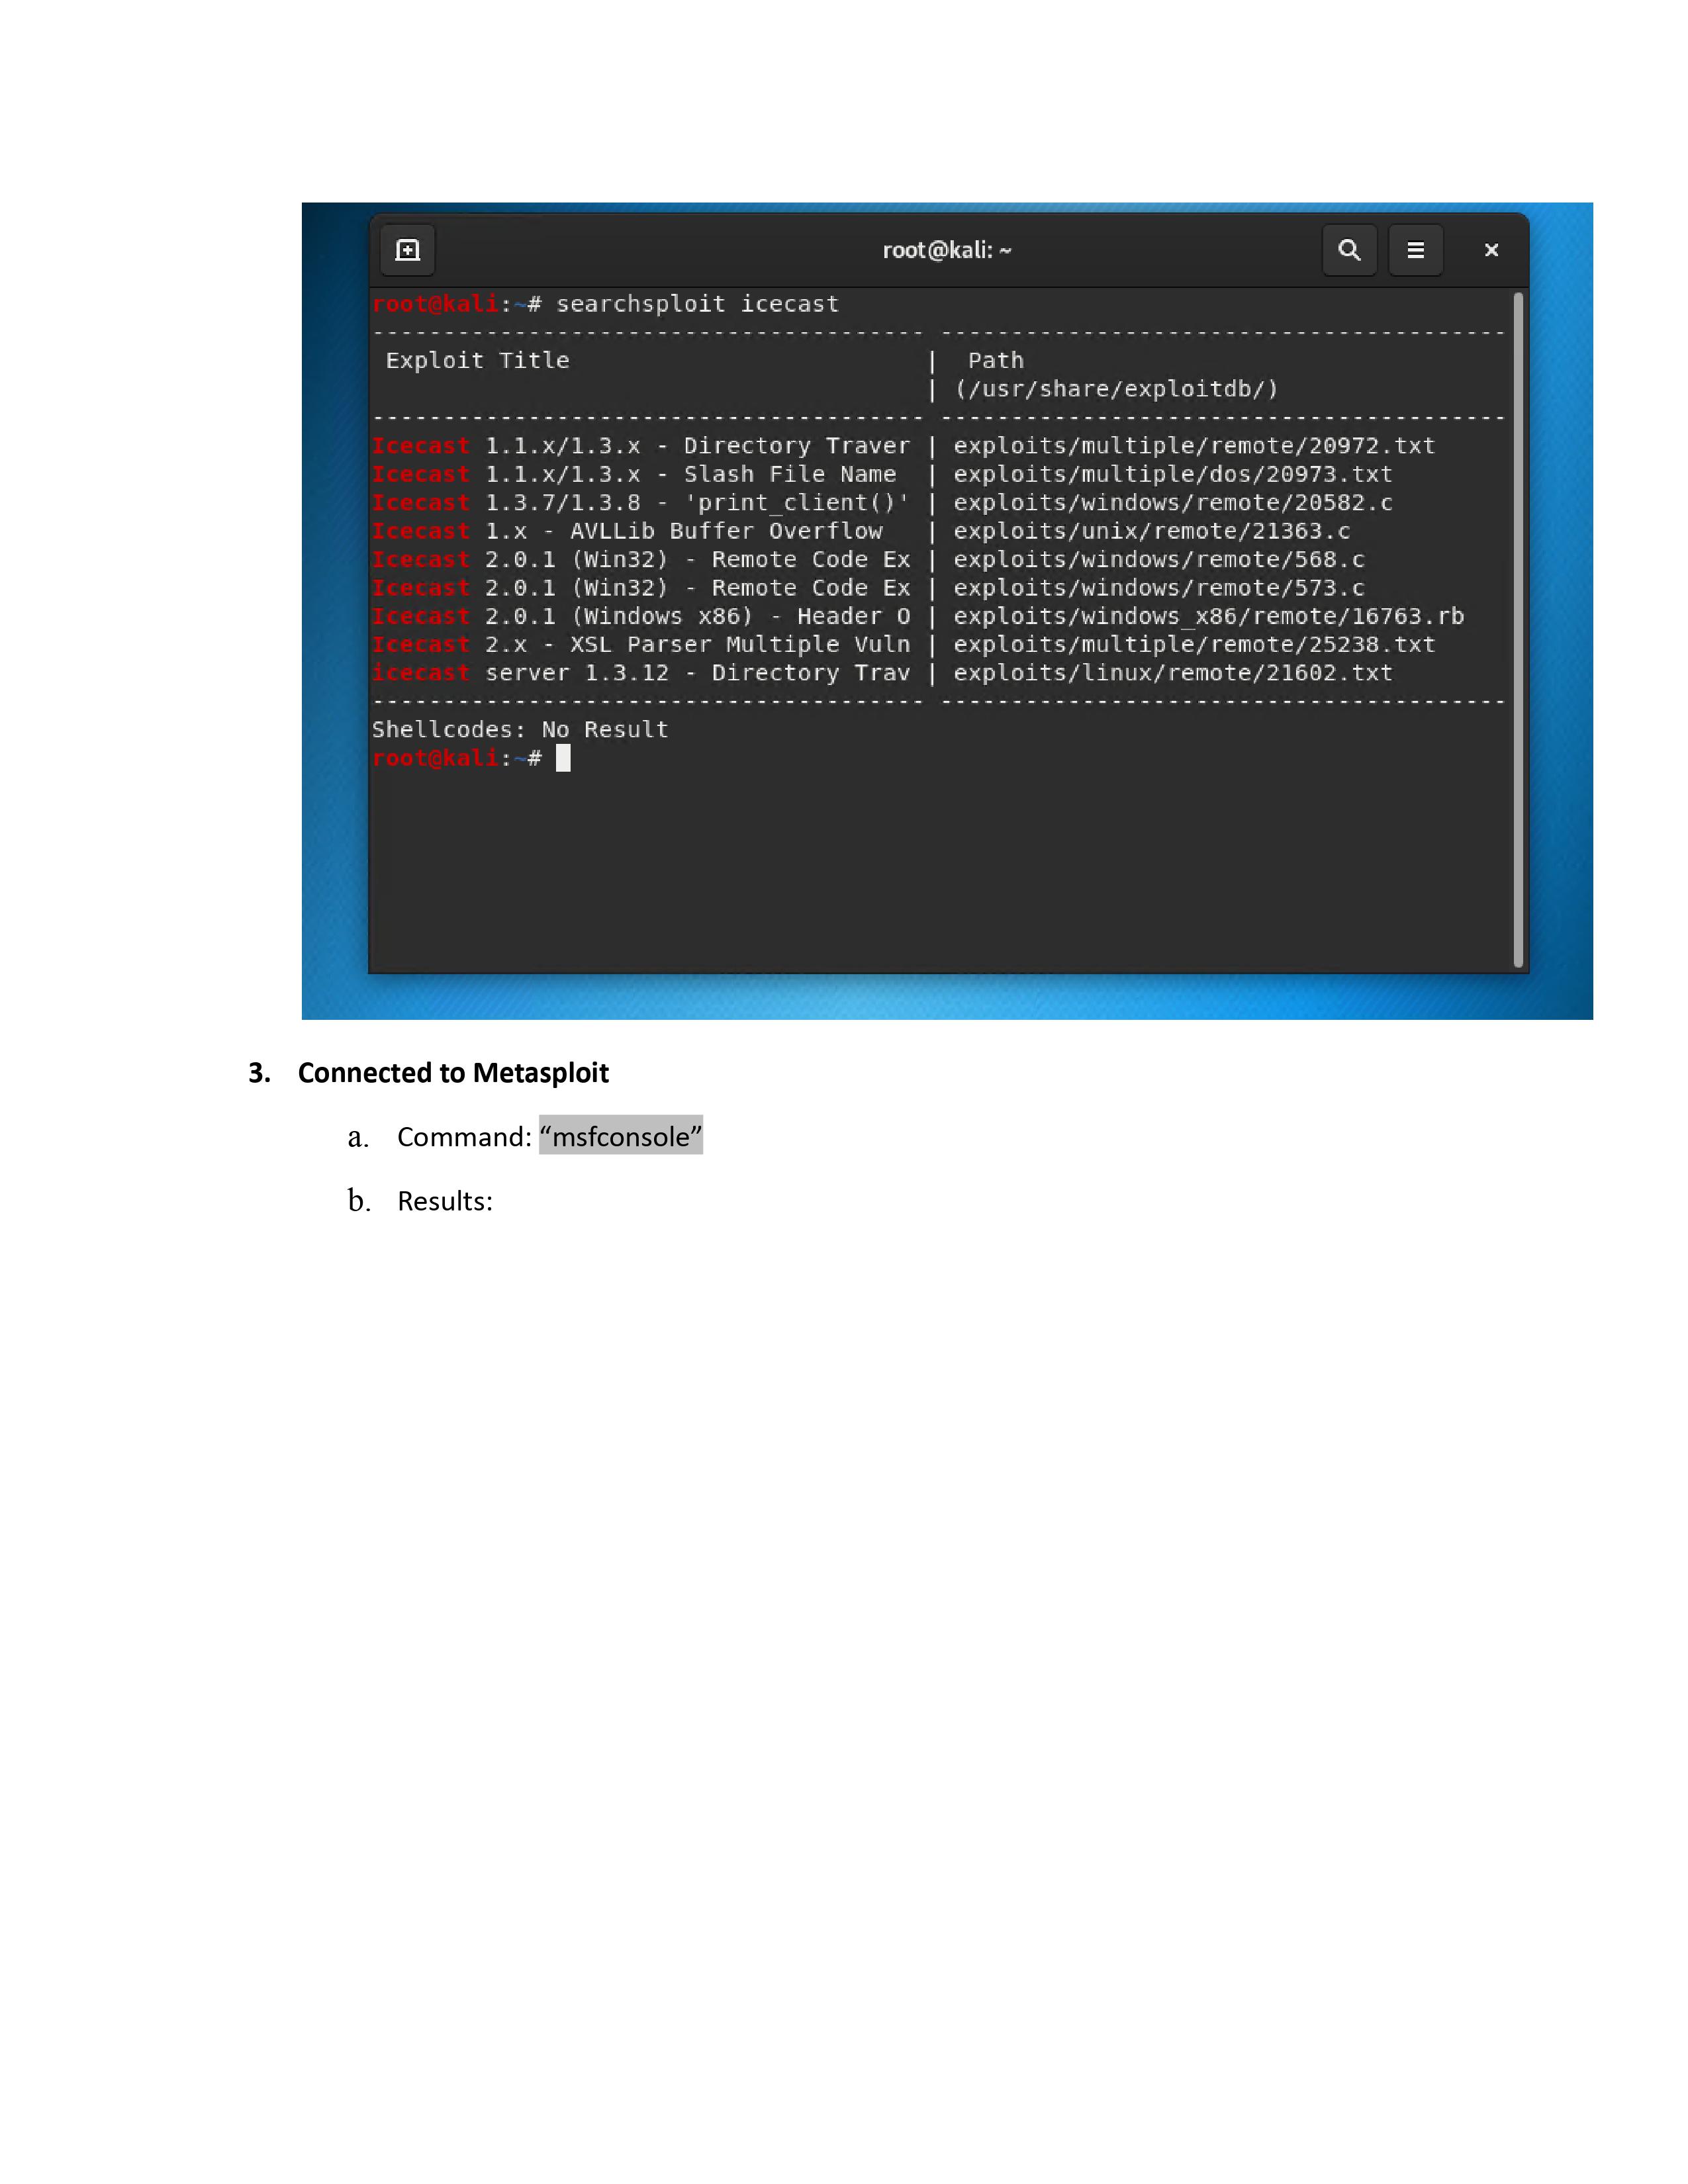 root@kali: ~
root@kali:~# searchsploit icecast
--------------------------------------- ----------------------------------------
 Exploit Title                         |  Path
                                       | (/usr/share/exploitdb/)
--------------------------------------- ----------------------------------------
Icecast 1.1.x/1.3.x - Directory Traver | exploits/multiple/remote/20972.txt
Icecast 1.1.x/1.3.x - Slash File Name  | exploits/multiple/dos/20973.txt
Icecast 1.3.7/1.3.8 - 'print_client()' | exploits/windows/remote/20582.c
Icecast 1.x - AVLLib Buffer Overflow   | exploits/unix/remote/21363.c
Icecast 2.0.1 (Win32) - Remote Code Ex | exploits/windows/remote/568.c
Icecast 2.0.1 (Win32) - Remote Code Ex | exploits/windows/remote/573.c
Icecast 2.0.1 (Windows x86) - Header O | exploits/windows_x86/remote/16763.rb
Icecast 2.x - XSL Parser Multiple Vuln | exploits/multiple/remote/25238.txt
icecast server 1.3.12 - Directory Trav | exploits/linux/remote/21602.txt
--------------------------------------- ----------------------------------------
Shellcodes: No Result
root@kali:~#
3. Connected to Metasploit
a. Command: “msfconsole”
b. Results: